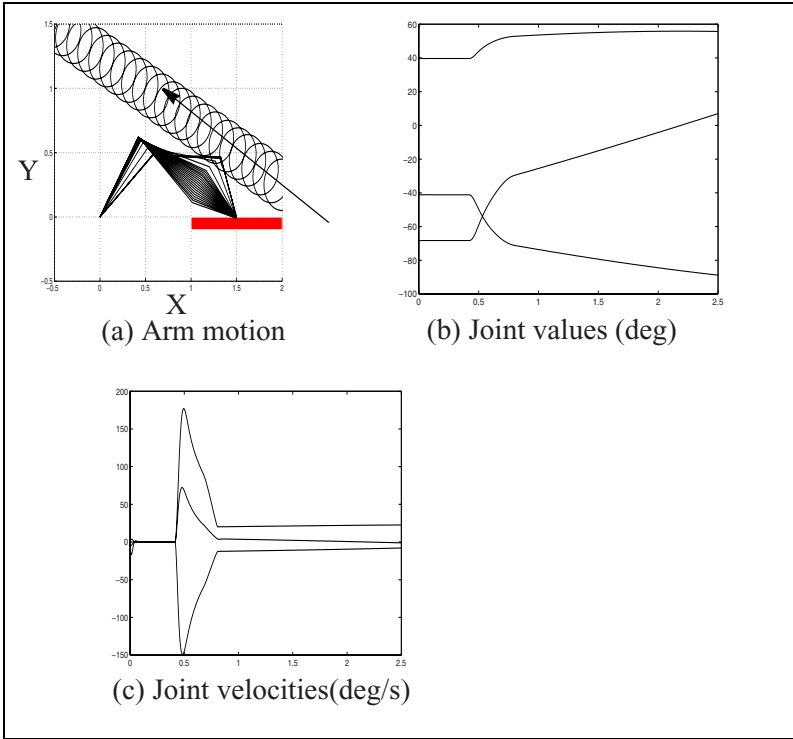 1.5
1
0.5
0
-0.5
-0.5 0 0.5 1 1.5 2
Y
X
(a) Arm motion
60
40
20
0
-20
-40
-60
-80
-100
0 0.5 1 1.5 2 2.5
(b) Joint values (deg)
200
150
100
50
0
-50
-100
-150
0 0.5 1 1.5 2 2.5
(c) Joint velocities(deg/s)